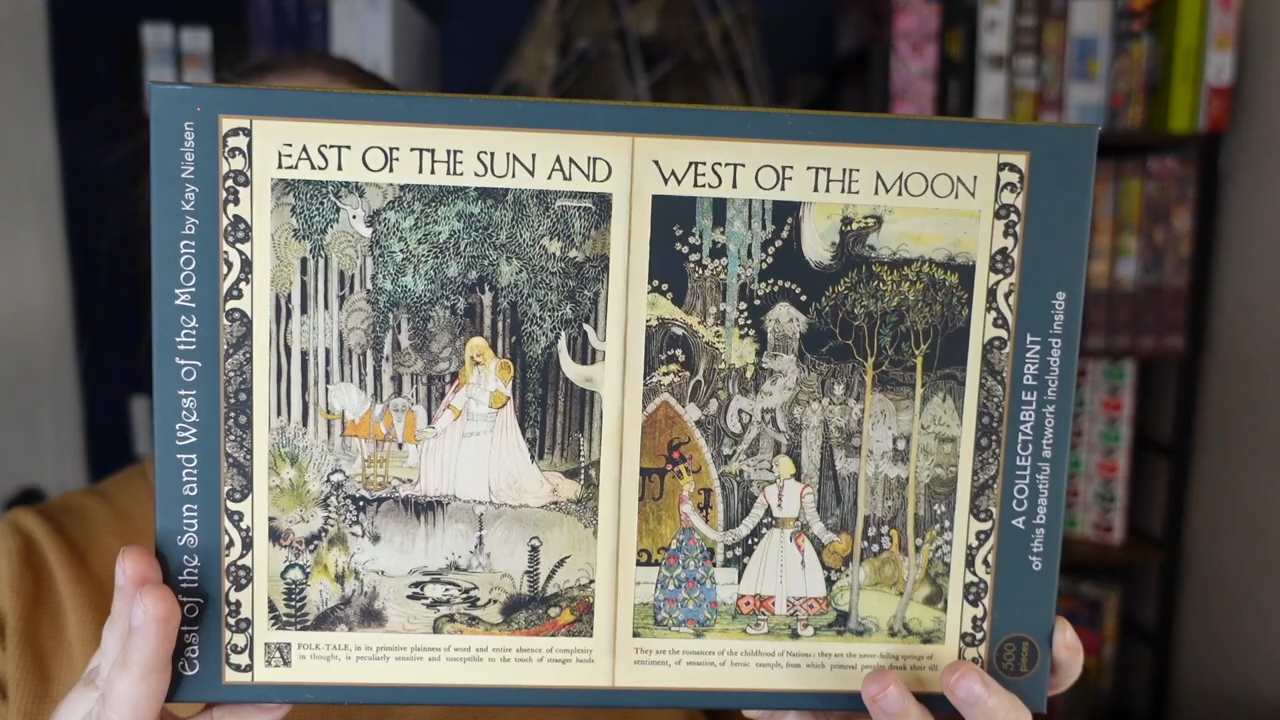 East of the Sun and West of the Moon by Kay Nielsen
EAST OF THE SUN AND
WEST OF THE MOON
A FOLK-TALE, in its primitive plainness of word and entire absence of complexity
in thought, is peculiarly sensitive and susceptible to the touch of stranger hands
They are the romances of the childhood of Nations: they are the never-failing springs of
sentiment, of sensation, of heroic example, from which primeval peoples drank their fill
A COLLECTABLE PRINT
of this beautiful artwork included inside
500
pieces